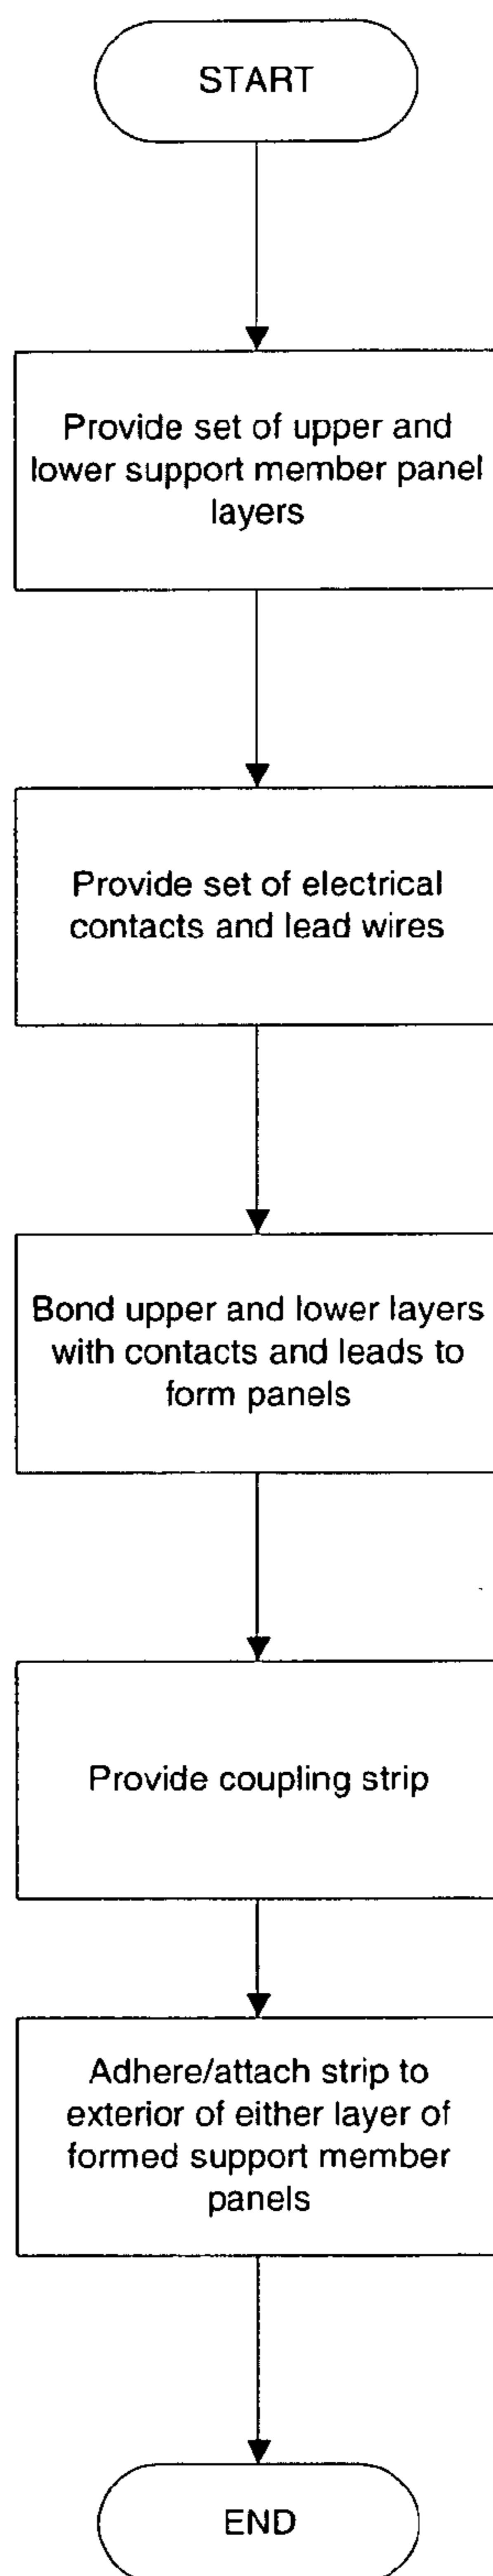 START
Provide set of upper and
lower support member panel
layers
Provide set of electrical
contacts and lead wires
Bond upper and lower layers
with contacts and leads to
form panels
Provide coupling strip
Adhere/attach strip to
exterior of either layer of
formed support member
panels
END